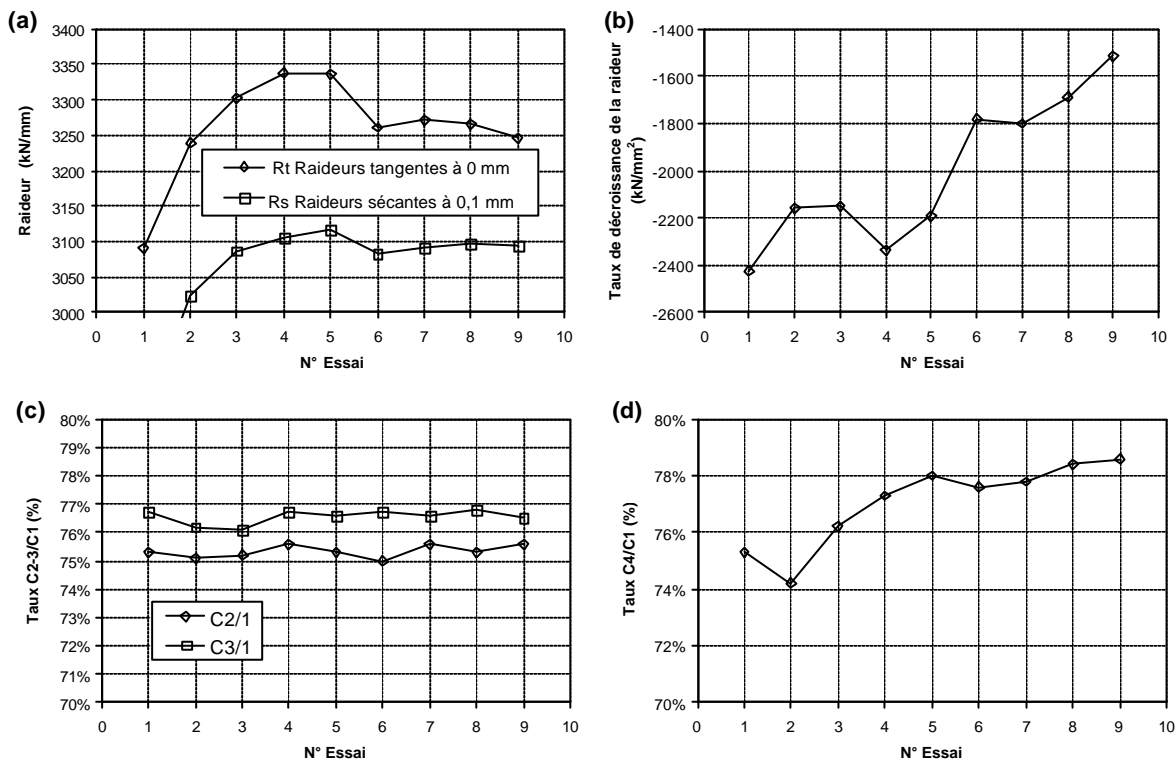 (a)
Raideur (kN/mm)
3400
3350
3300
3250
3200
3150
3100
3050
3000
Rt Raideurs tangentes à 0 mm
Rs Raideurs sécantes à 0,1 mm
0 1 2 3 4 5 6 7 8 9 10
N° Essai
(b)
Taux de décroissance de la raideur
(kN/mm²)
-1400
-1600
-1800
-2000
-2200
-2400
-2600
0 1 2 3 4 5 6 7 8 9 10
N° Essai
(c)
Taux C2-3/C1 (%)
80%
79%
78%
77%
76%
75%
74%
73%
72%
71%
70%
C2/1
C3/1
0 1 2 3 4 5 6 7 8 9 10
N° Essai
(d)
Taux C4/C1 (%)
80%
78%
76%
74%
72%
70%
0 1 2 3 4 5 6 7 8 9 10
N° Essai